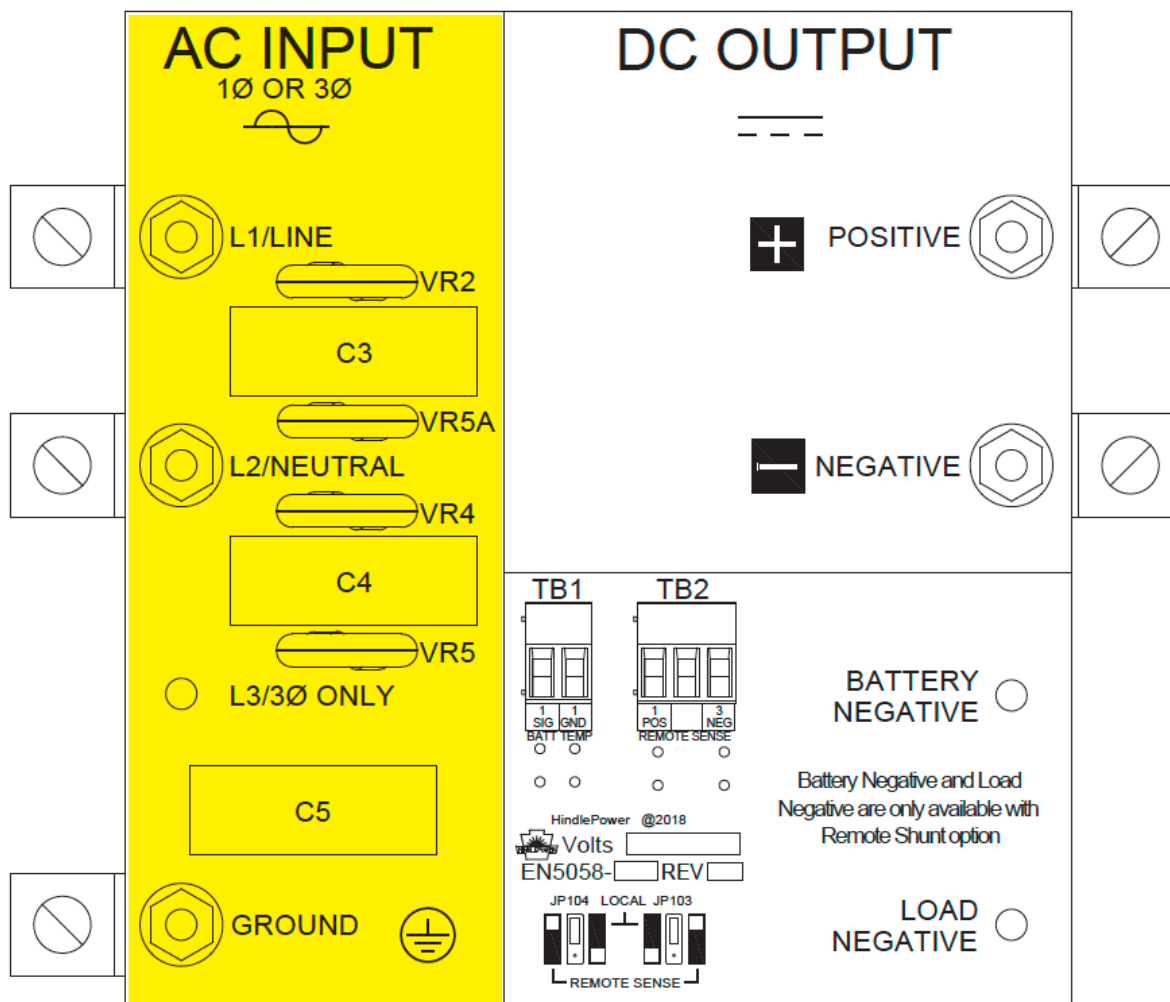 AC INPUT
1Ø OR 3Ø
L1/LINE
VR2
C3
VR5A
L2/NEUTRAL
VR4
C4
VR5
L3/3Ø ONLY
C5
GROUND
DC OUTPUT
+ POSITIVE
− NEGATIVE
TB1
1 1
SIG GND
BATT TEMP
TB2
1 3
POS NEG
REMOTE SENSE
HindlePower @2018
Volts
EN5058- REV
JP104 LOCAL JP103
REMOTE SENSE
BATTERY
NEGATIVE
Battery Negative and Load
Negative are only available with
Remote Shunt option
LOAD
NEGATIVE